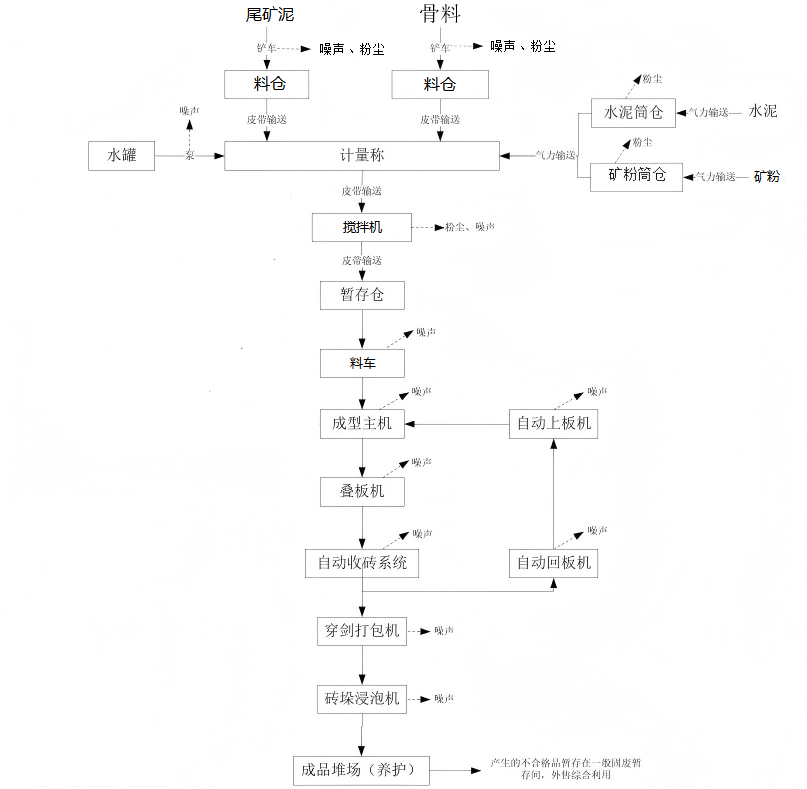 尾矿泥
骨料
铲车
噪声、粉尘
铲车
噪声、粉尘
料仓
料仓
粉尘
噪声
皮带输送
皮带输送
水泥筒仓
气力输送
水泥
水罐
泵
计量称
气力输送
粉尘
矿粉筒仓
气力输送
矿粉
皮带输送
搅拌机
粉尘、噪声
皮带输送
暂存仓
噪声
料车
噪声
噪声
成型主机
自动上板机
噪声
叠板机
噪声
噪声
自动收砖系统
自动回板机
穿剑打包机
噪声
砖垛浸泡机
噪声
成品堆场（养护）
产生的不合格品暂存在一般固废暂
存间，外售综合利用